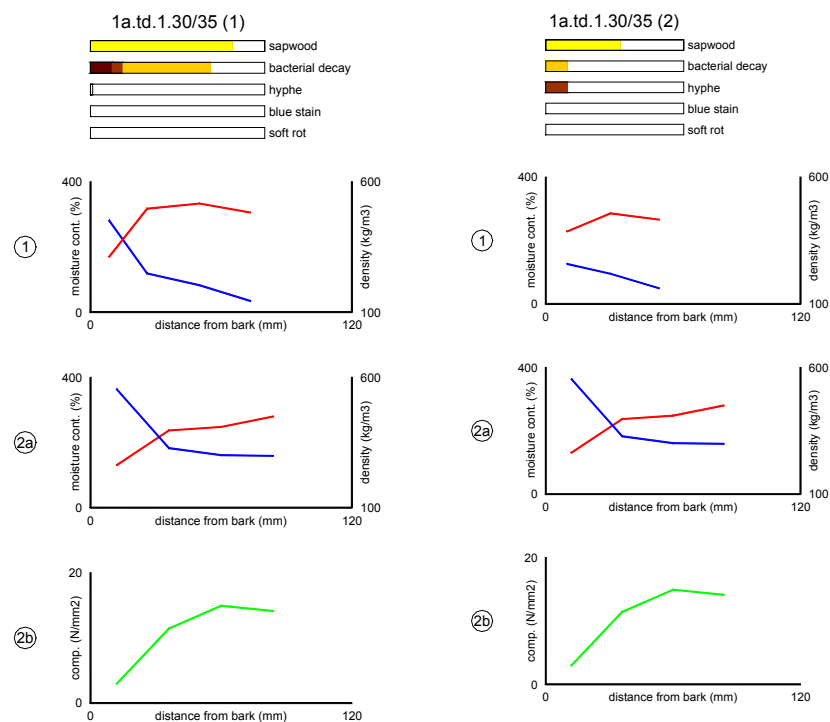 1a.td.1.30/35 (1)
sapwood
bacterial decay
hyphe
blue stain
soft rot
1
400
0
moisture cont. (%)
600
100
density (kg/m3)
0
distance from bark (mm)
120
2a
400
0
moisture cont. (%)
600
100
density (kg/m3)
0
distance from bark (mm)
120
2b
20
0
comp. (N/mm2)
0
distance from bark (mm)
120
1a.td.1.30/35 (2)
sapwood
bacterial decay
hyphe
blue stain
soft rot
1
400
0
moisture cont. (%)
600
100
density (kg/m3)
0
distance from bark (mm)
120
2a
400
0
moisture cont. (%)
600
100
density (kg/m3)
0
distance from bark (mm)
120
2b
20
0
comp. (N/mm2)
0
distance from bark (mm)
120